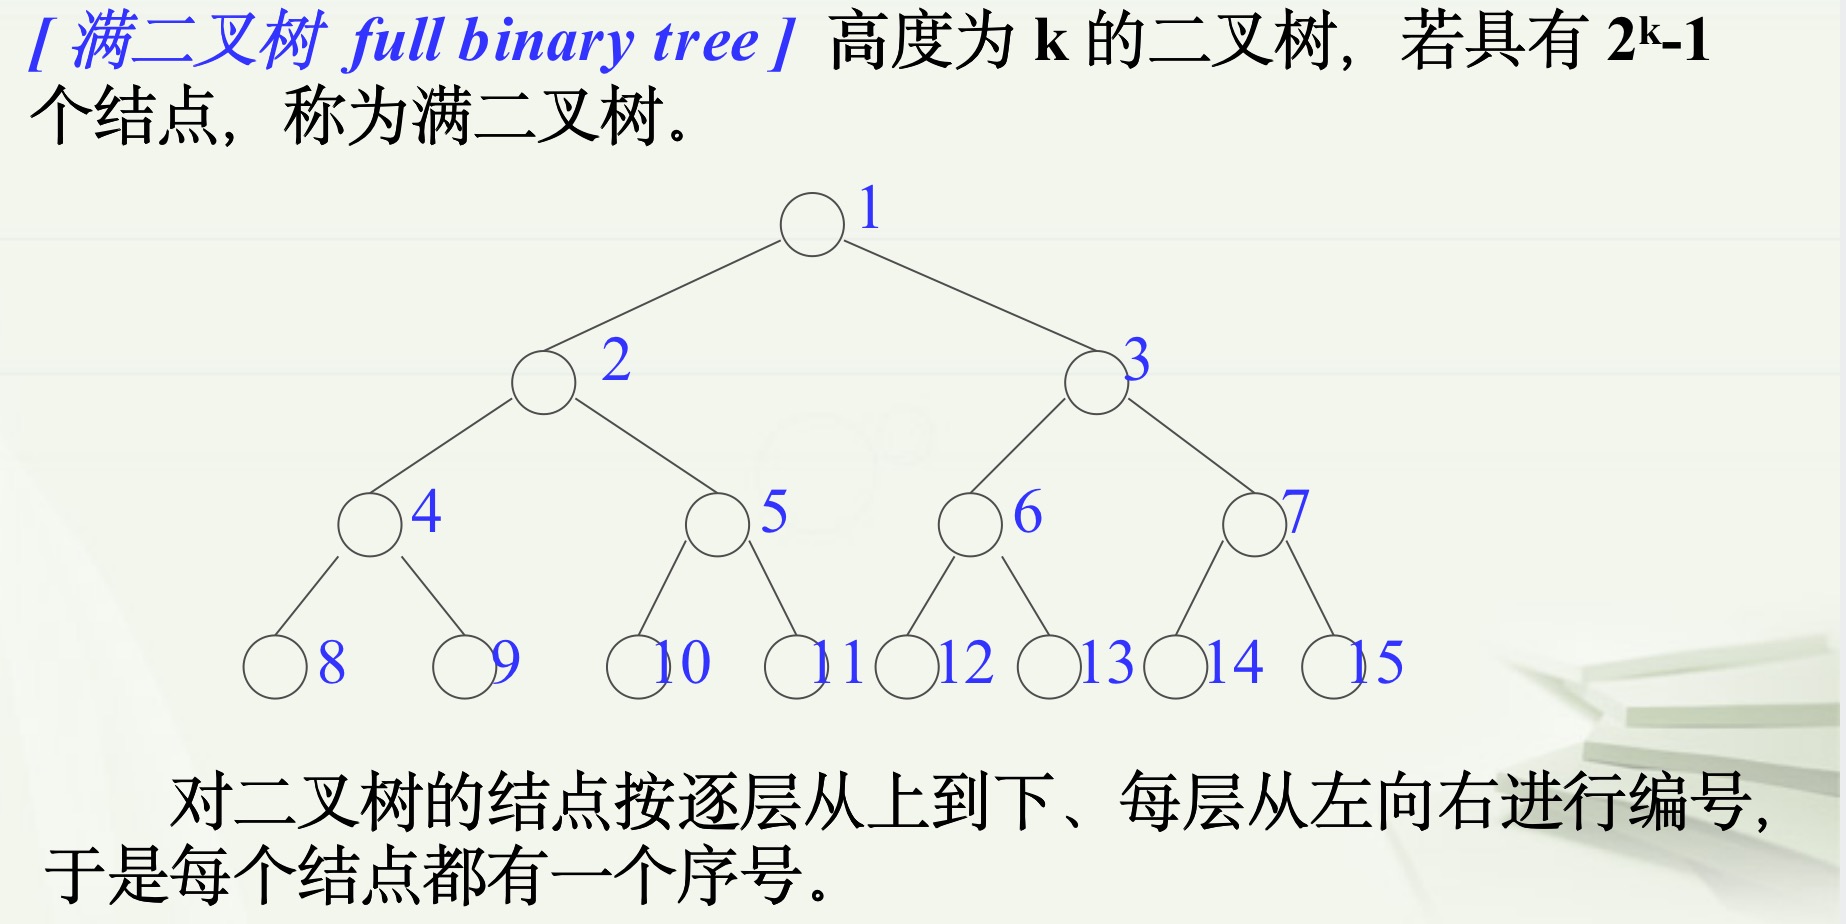 [ 满二叉树 full binary tree ] 高度为 k 的二叉树，若具有 2ᵏ-1
个结点，称为满二叉树。
1
2 3
4 5 6 7
8 9 10 11 12 13 14 15
对二叉树的结点按逐层从上到下、每层从左向右进行编号，
于是每个结点都有一个序号。